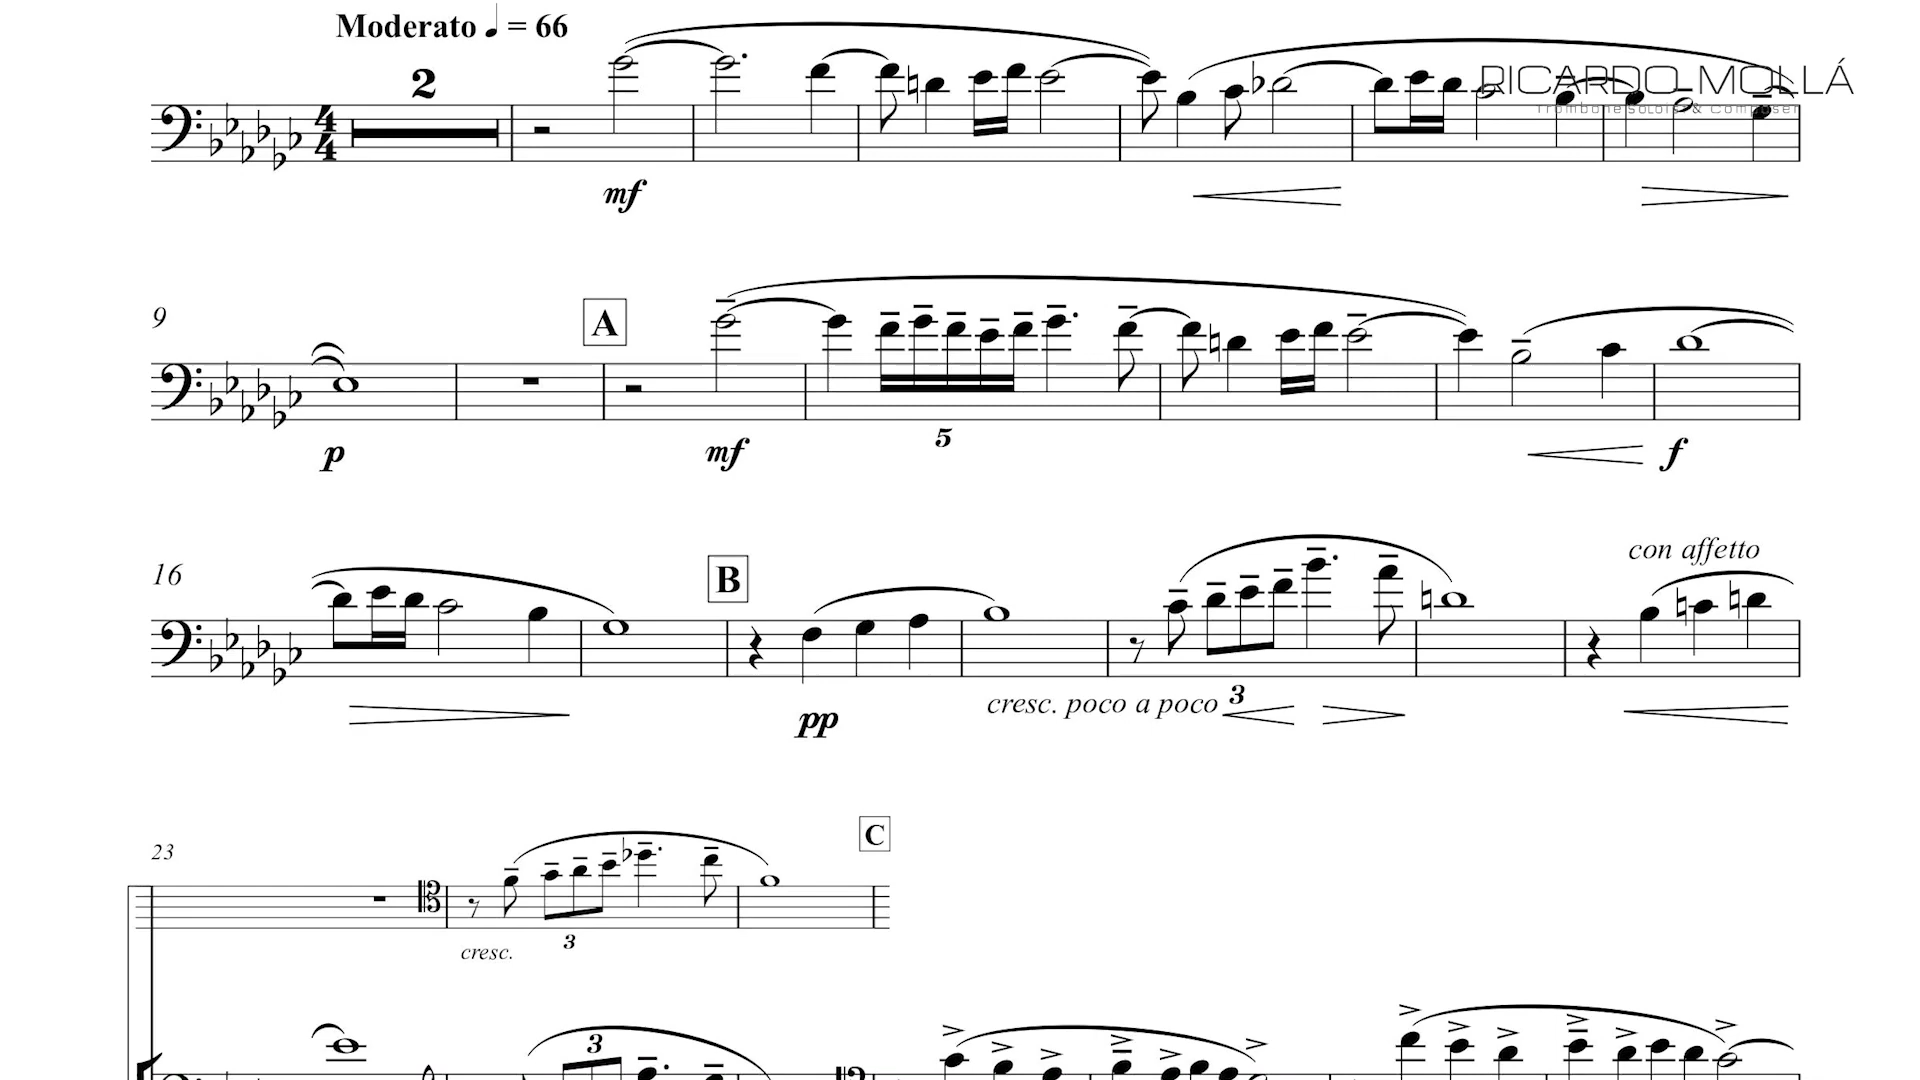 Moderato ♩ = 66
2
RICARDO MOLLÁ
Trombone Soloist & Composer
4
4
mf
9
A
5
p
mf
f
con affetto
16
B
3
pp
cresc. poco a poco
23
C
3
cresc.
3